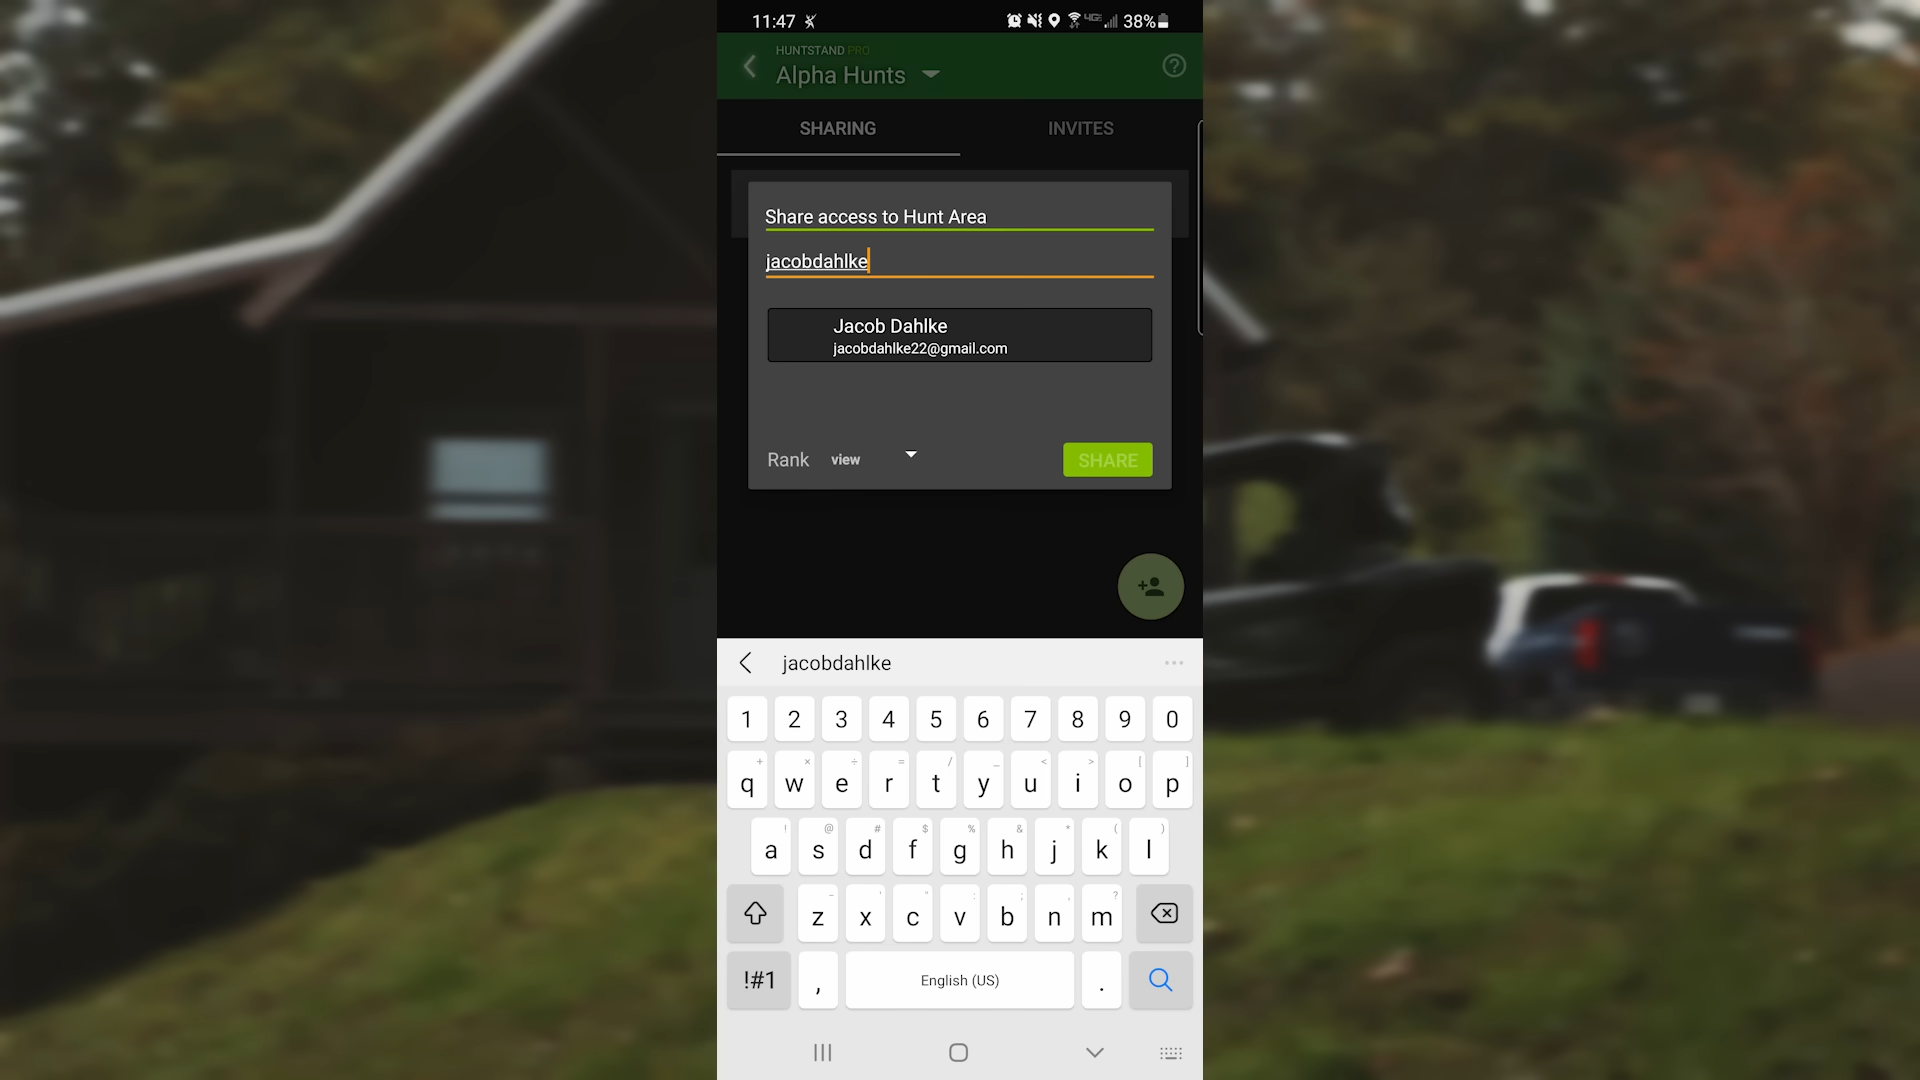 11:47 4GE 38%
HUNTSTAND PRO
Alpha Hunts
SHARING INVITES
Share access to Hunt Area
jacobdahlke
Jacob Dahlke
jacobdahlke22@gmail.com
Rank view SHARE
jacobdahlke
1 2 3 4 5 6 7 8 9 0
+ × ÷ = / _ < > [ ]
q w e r t y u i o p
! @ # $ % & * ( )
a s d f g h j k l
- ' " : ; , ?
z x c v b n m
!#1 , English (US) .